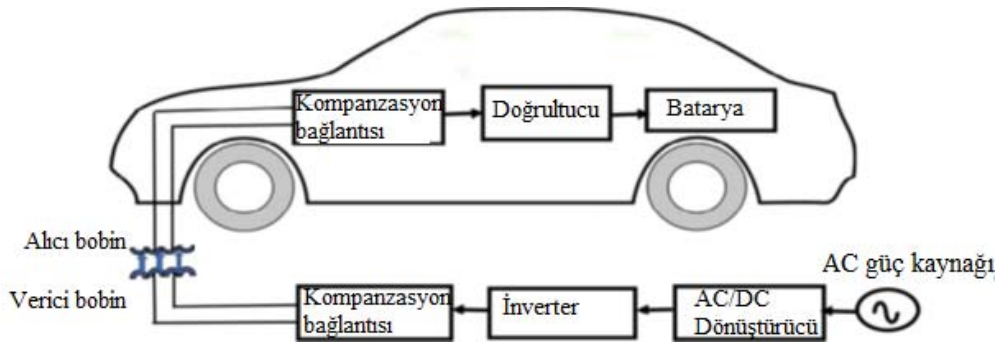 Kompanzasyon
bağlantısı
Doğrultucu
Batarya
Alıcı bobin
Verici bobin
AC güç kaynağı
Kompanzasyon
bağlantısı
İnverter
AC/DC
Dönüştürücü